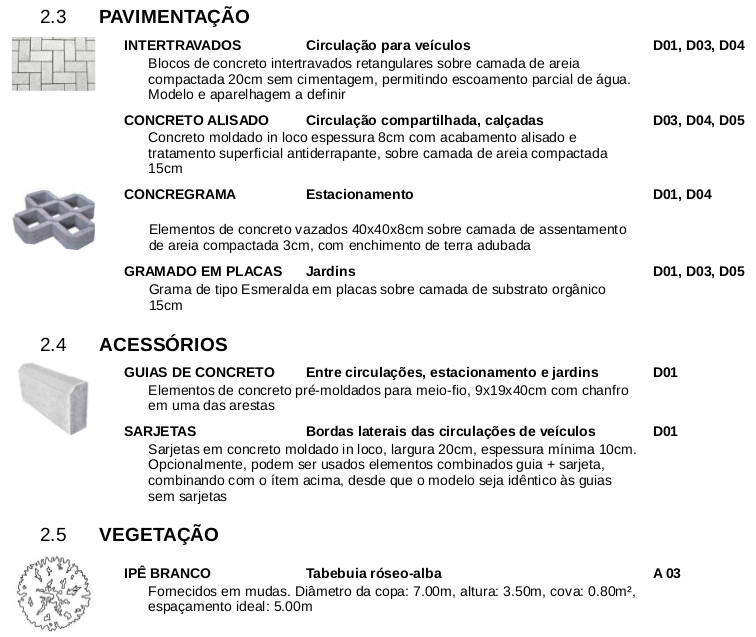 2.3 PAVIMENTAÇÃO
INTERTRAVADOS Circulação para veículos D01, D03, D04
Blocos de concreto intertravados retangulares sobre camada de areia
compactada 20cm sem cimentagem, permitindo escoamento parcial de água.
Modelo e aparelhagem a definir
CONCRETO ALISADO Circulação compartilhada, calçadas D03, D04, D05
Concreto moldado in loco espessura 8cm com acabamento alisado e
tratamento superficial antiderrapante, sobre camada de areia compactada
15cm
CONCREGRAMA Estacionamento D01, D04
Elementos de concreto vazados 40x40x8cm sobre camada de assentamento
de areia compactada 3cm, com enchimento de terra adubada
GRAMADO EM PLACAS Jardins D01, D03, D05
Grama de tipo Esmeralda em placas sobre camada de substrato orgânico
15cm
2.4 ACESSÓRIOS
GUIAS DE CONCRETO Entre circulações, estacionamento e jardins D01
Elementos de concreto pré-moldados para meio-fio, 9x19x40cm com chanfro
em uma das arestas
SARJETAS Bordas laterais das circulações de veículos D01
Sarjetas em concreto moldado in loco, largura 20cm, espessura mínima 10cm.
Opcionalmente, podem ser usados elementos combinados guia + sarjeta,
combinando com o ítem acima, desde que o modelo seja idêntico às guias
sem sarjetas
2.5 VEGETAÇÃO
IPÊ BRANCO Tabebuia róseo-alba A 03
Fornecidos em mudas. Diâmetro da copa: 7.00m, altura: 3.50m, cova: 0.80m²,
espaçamento ideal: 5.00m